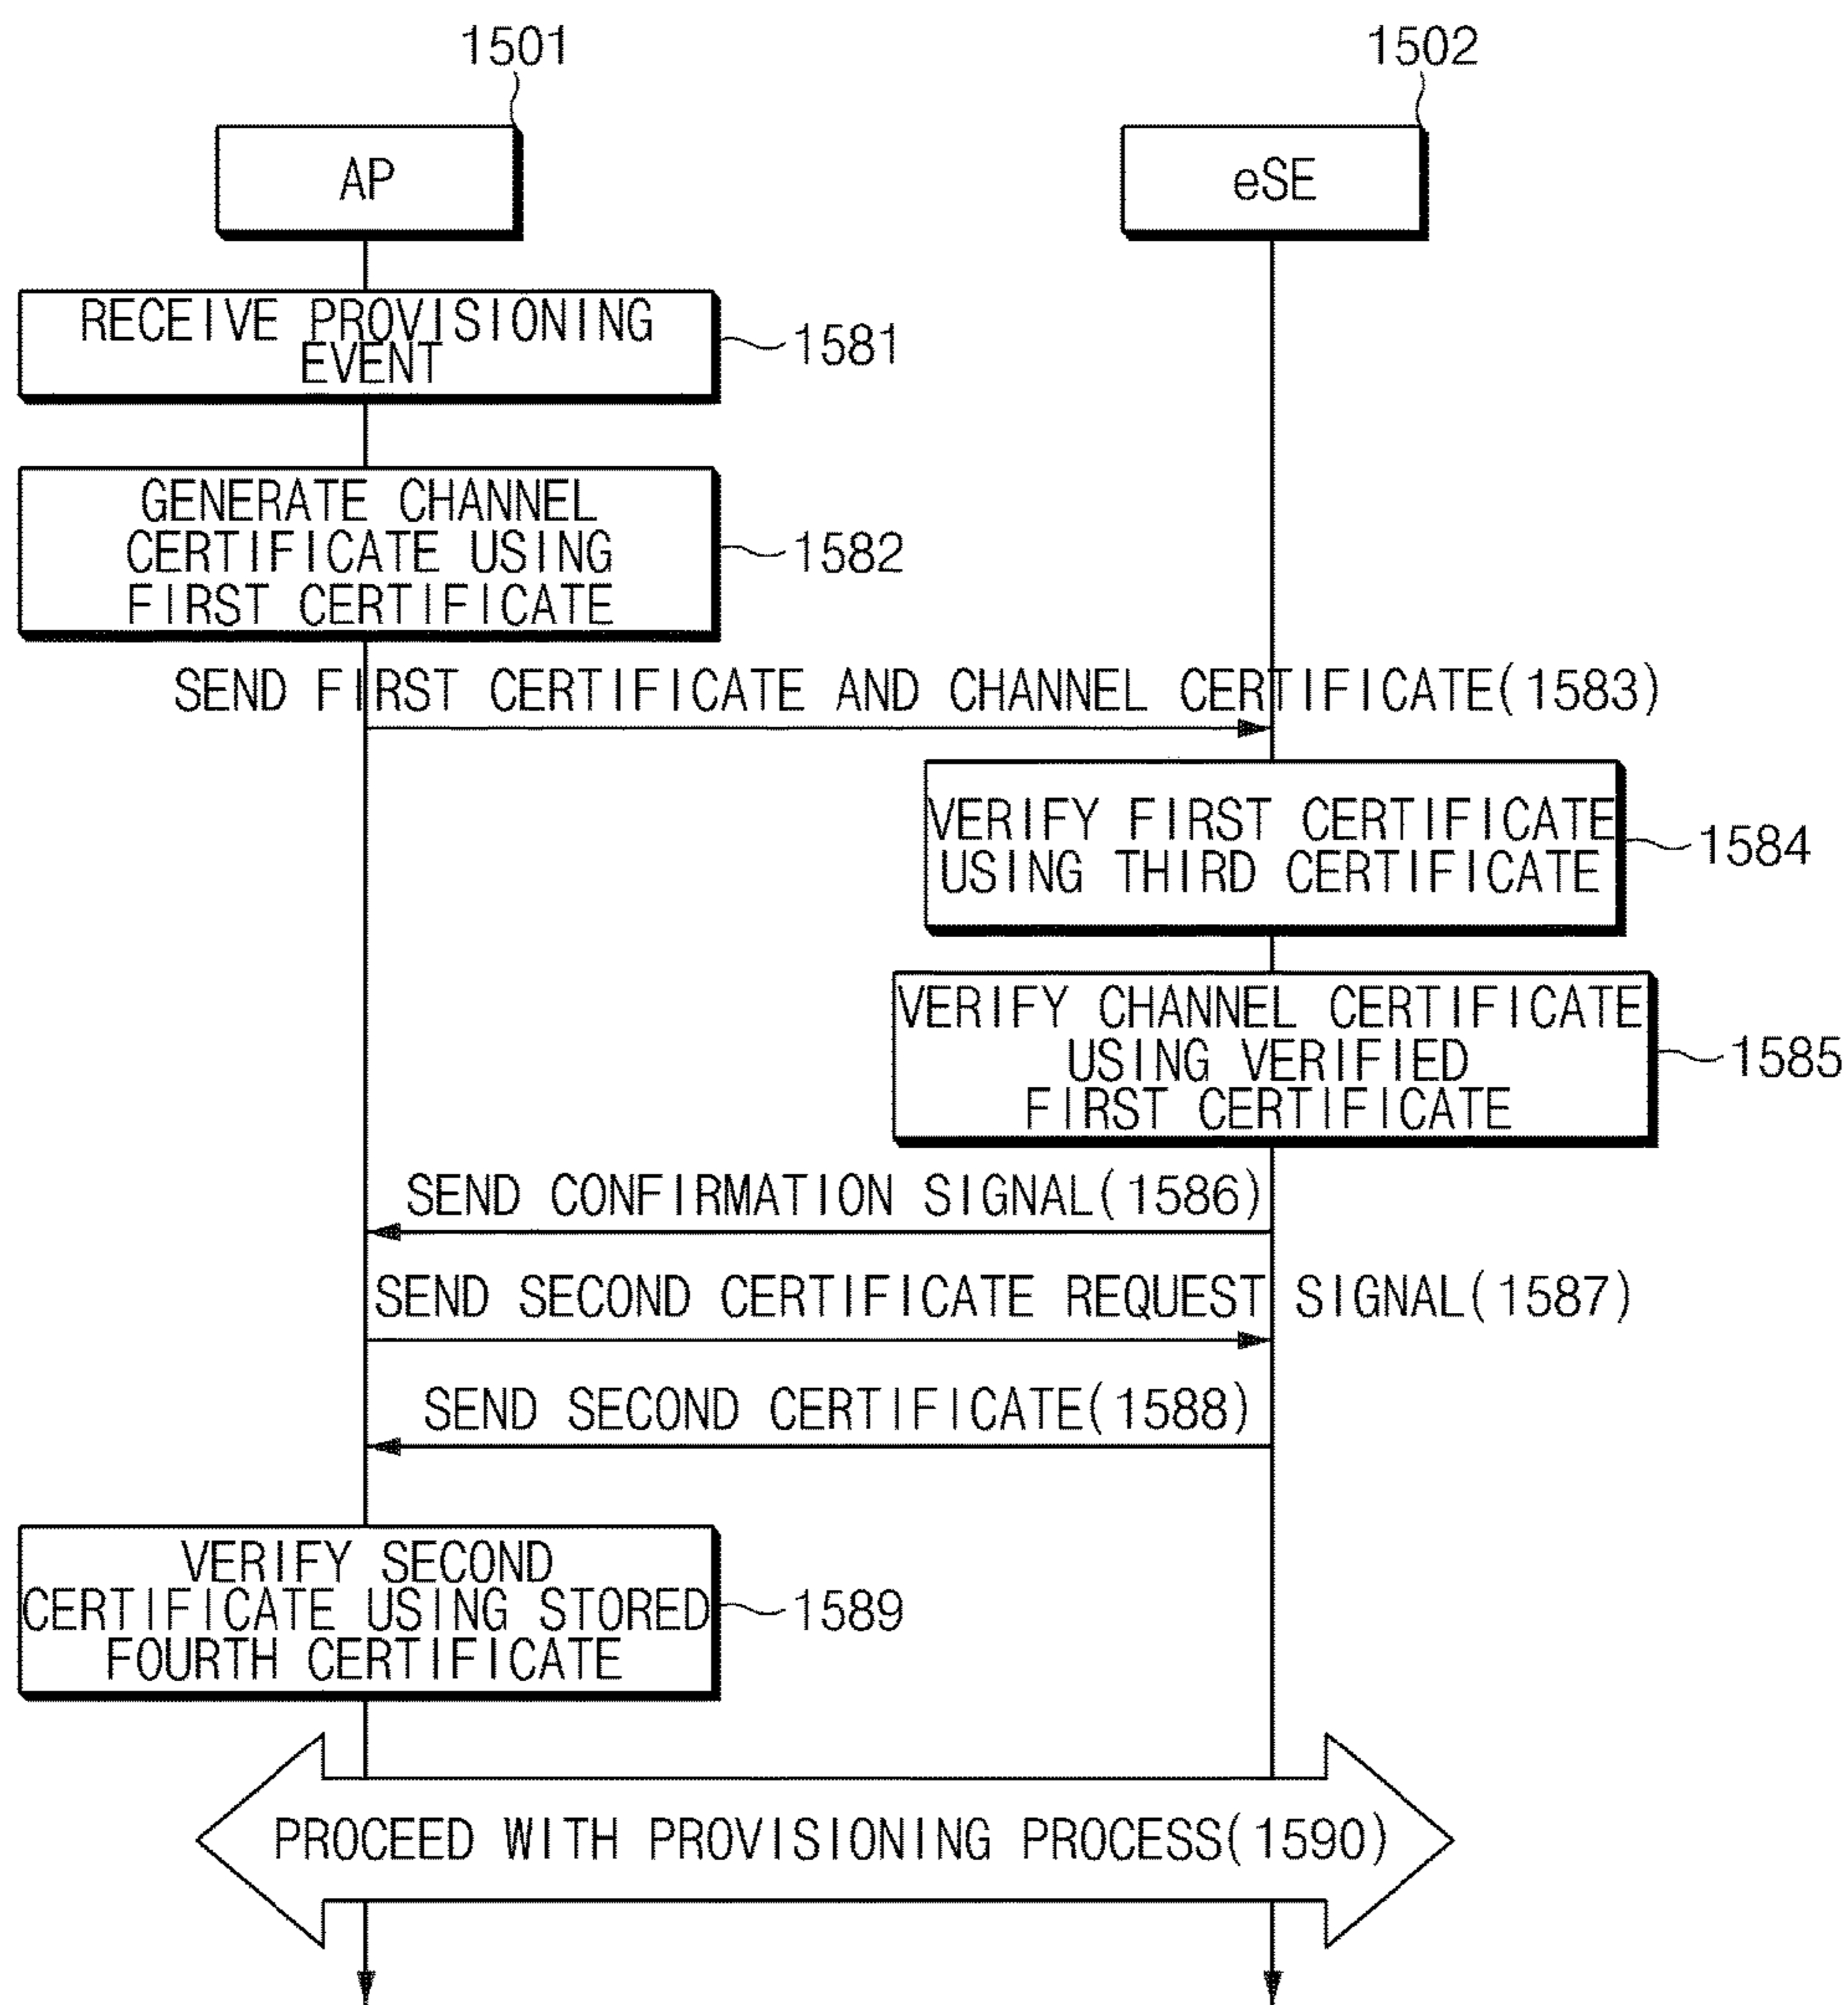 1501
1502
AP
eSE
RECEIVE PROVISIONING
EVENT
1581
GENERATE CHANNEL
CERTIFICATE USING
FIRST CERTIFICATE
1582
SEND FIRST CERTIFICATE AND CHANNEL CERTIFICATE(1583)
VERIFY FIRST CERTIFICATE
USING THIRD CERTIFICATE
1584
VERIFY CHANNEL CERTIFICATE
USING VERIFIED
FIRST CERTIFICATE
1585
SEND CONFIRMATION SIGNAL(1586)
SEND SECOND CERTIFICATE REQUEST SIGNAL(1587)
SEND SECOND CERTIFICATE(1588)
VERIFY SECOND
CERTIFICATE USING STORED
FOURTH CERTIFICATE
1589
PROCEED WITH PROVISIONING PROCESS(1590)